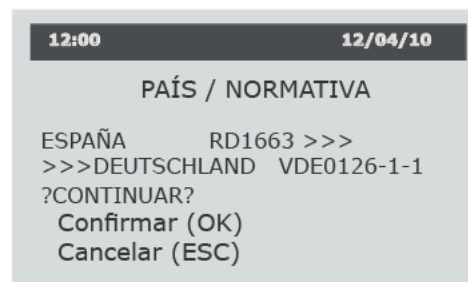 12:00 12/04/10
PAÍS / NORMATIVA
ESPAÑA RD1663 >>>
>>>DEUTSCHLAND VDE0126-1-1
?CONTINUAR?
Confirmar (OK)
Cancelar (ESC)